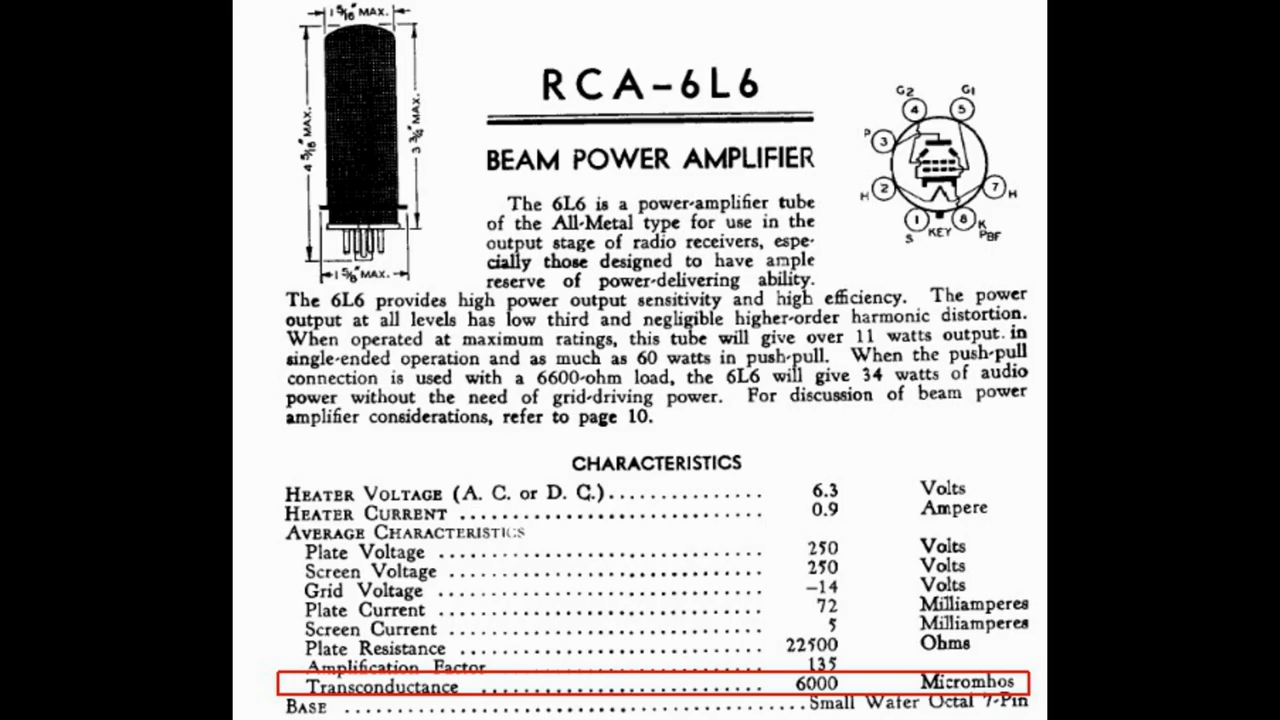 1 5/16" MAX.
4 5/16" MAX.
3 3/4" MAX.
1 5/8" MAX.
RCA-6L6
BEAM POWER AMPLIFIER
G2 G1
4 5
P 3
H 2 7 H
1 8 K
S KEY PBF
The 6L6 is a power-amplifier tube
of the All-Metal type for use in the
output stage of radio receivers, espe-
cially those designed to have ample
reserve of power-delivering ability.
The 6L6 provides high power output sensitivity and high efficiency. The power
output at all levels has low third and negligible higher-order harmonic distortion.
When operated at maximum ratings, this tube will give over 11 watts output. in
single-ended operation and as much as 60 watts in push-pull. When the push-pull
connection is used with a 6600-ohm load, the 6L6 will give 34 watts of audio
power without the need of grid-driving power. For discussion of beam power
amplifier considerations, refer to page 10.
CHARACTERISTICS
HEATER VOLTAGE (A. C. or D. C.)............... 6.3 Volts
HEATER CURRENT .............................. 0.9 Ampere
AVERAGE CHARACTERISTICS
Plate Voltage ................................ 250 Volts
Screen Voltage ............................... 250 Volts
Grid Voltage ................................ -14 Volts
Plate Current ................................ 72 Milliamperes
Screen Current ............................... 5 Milliamperes
Plate Resistance .............................. 22500 Ohms
Amplification Factor .......................... 135
Transconductance ............................ 6000 Micromhos
BASE ..............................................Small Wafer Octal 7-Pin